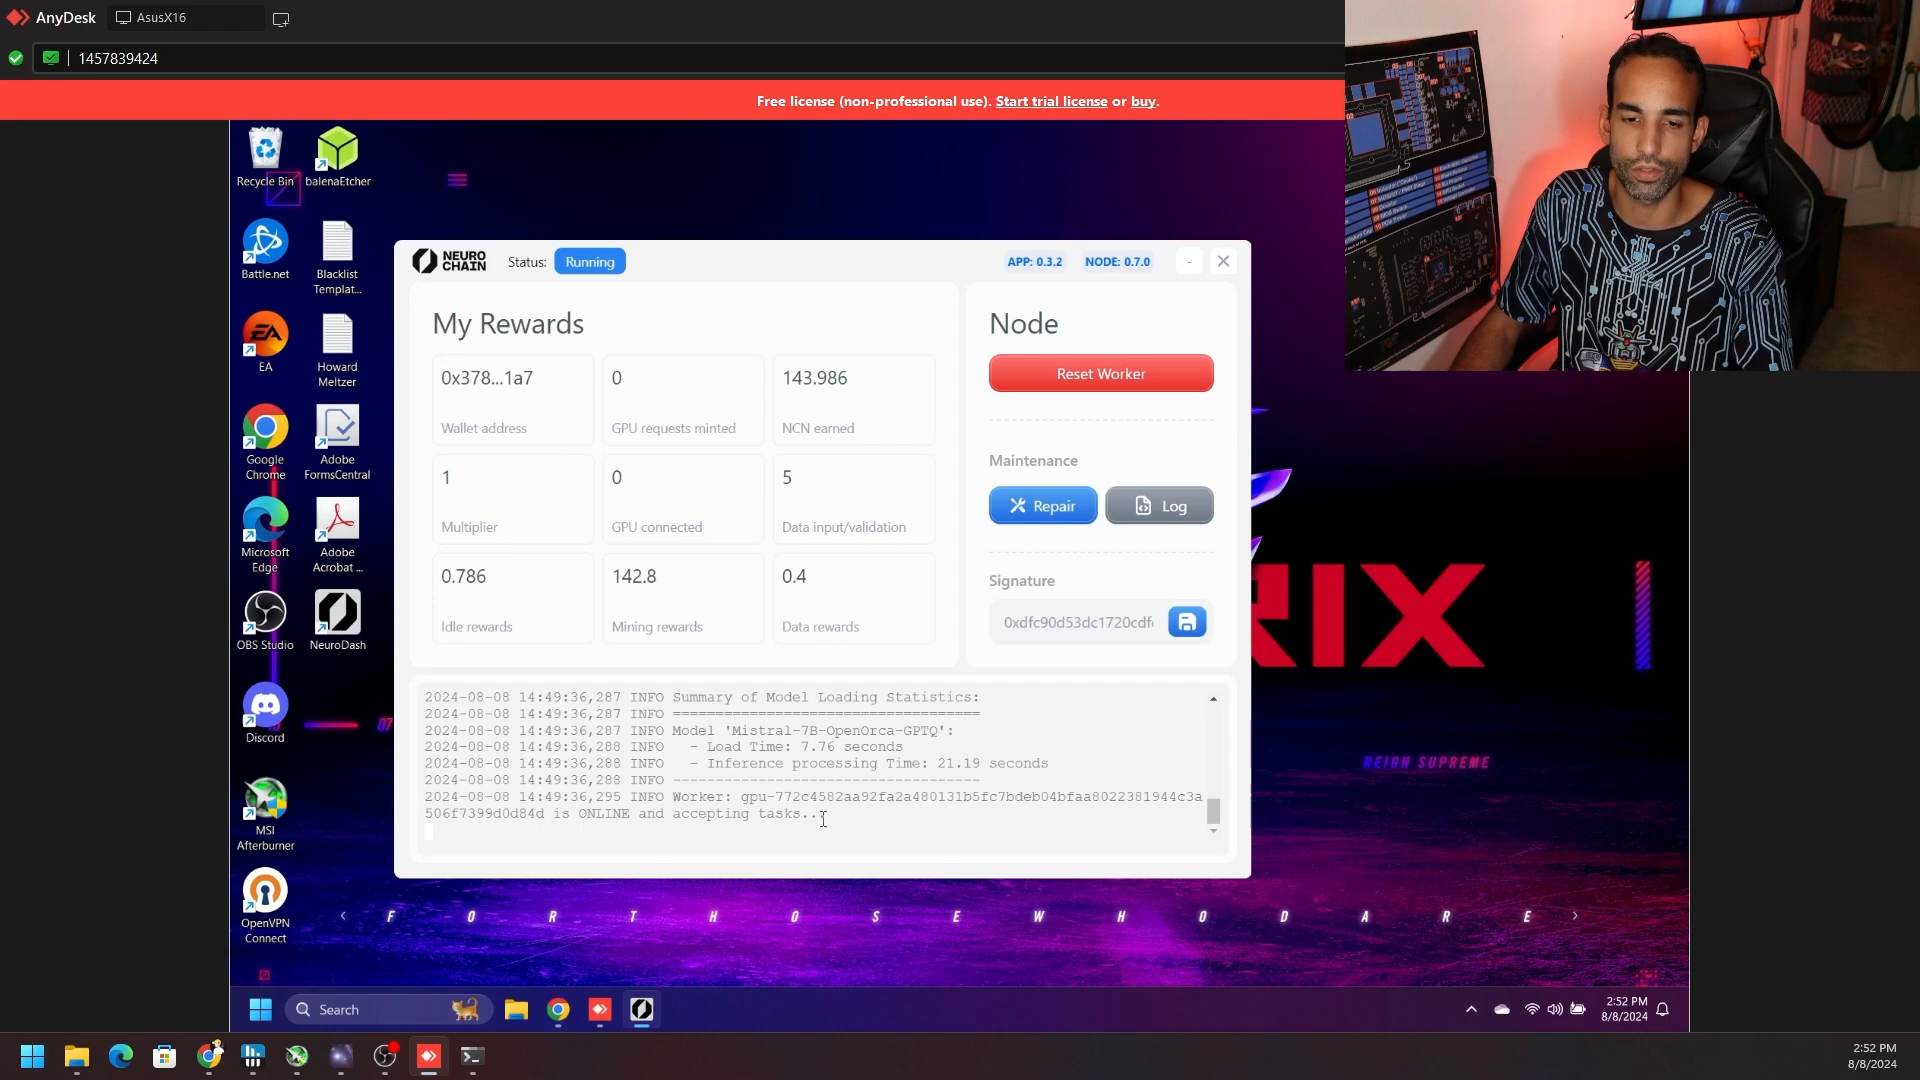 AnyDesk
AsusX16
1457839424
Free license (non-professional use). Start trial license or buy.
Recycle Bin
balenaEtcher
Battle.net
Blacklist
Templat...
EA
Howard
Meltzer
Google
Chrome
Adobe
FormsCentral
Microsoft
Edge
Adobe
Acrobat ...
OBS Studio
NeuroDash
Discord
MSI
Afterburner
OpenVPN
Connect
NEURO
CHAIN
Status:
Running
APP: 0.3.2
NODE: 0.7.0
-
My Rewards
0x378...1a7
Wallet address
0
GPU requests minted
143.986
NCN earned
1
Multiplier
0
GPU connected
5
Data input/validation
0.786
Idle rewards
142.8
Mining rewards
0.4
Data rewards
Node
Reset Worker
Maintenance
Repair
Log
Signature
0xdfc90d53dc1720cdf
2024-08-08 14:49:36,287 INFO Summary of Model Loading Statistics:
2024-08-08 14:49:36,287 INFO ====================================
2024-08-08 14:49:36,287 INFO Model 'Mistral-7B-OpenOrca-GPTQ':
2024-08-08 14:49:36,288 INFO   - Load Time: 7.76 seconds
2024-08-08 14:49:36,288 INFO   - Inference processing Time: 21.19 seconds
2024-08-08 14:49:36,288 INFO ------------------------------------
2024-08-08 14:49:36,295 INFO Worker: gpu-772c4582aa92fa2a480131b5fc7bdeb04bfaa8022381944c3a
506f7399d0d84d is ONLINE and accepting tasks...
RIX
07
REIGN SUPREME
F O R T H O S E W H O D A R E
Search
2:52 PM
8/8/2024
2:52 PM
8/8/2024